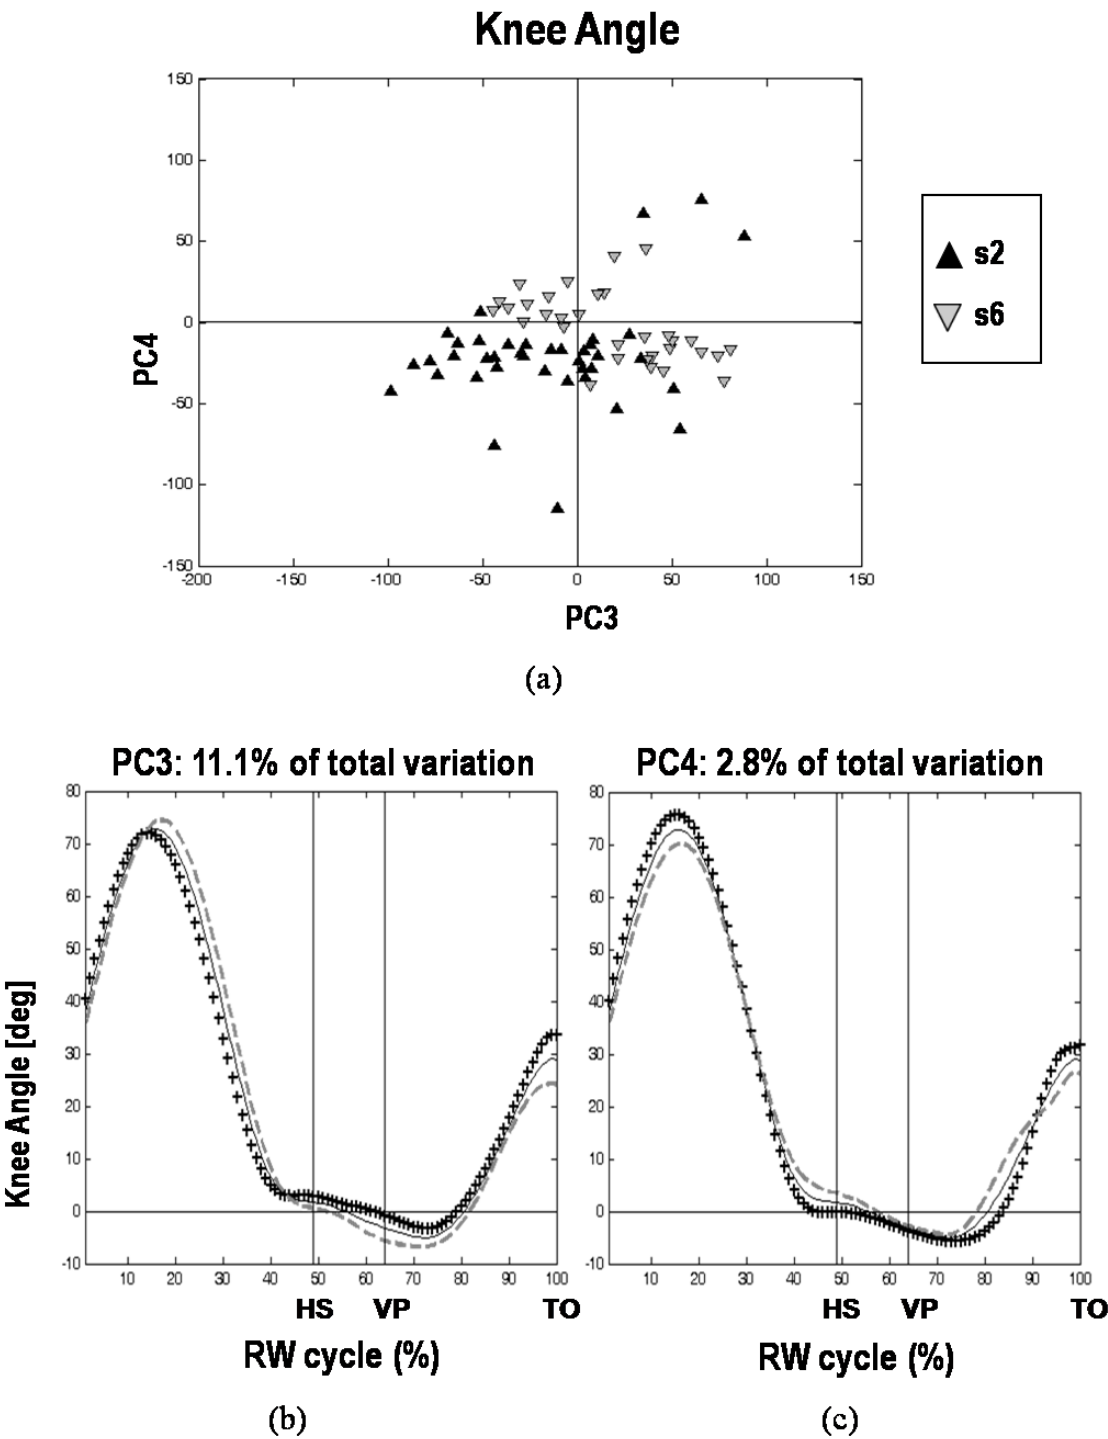 Knee Angle
150
100
50
0
-50
-100
-150
PC4
-200 -150 -100 -50 0 50 100 150
PC3
s2
s6
(a)
PC3: 11.1% of total variation
80
70
60
50
40
30
20
10
0
-10
Knee Angle [deg]
10 20 30 40 50 60 70 80 90 100
HS VP TO
RW cycle (%)
(b)
PC4: 2.8% of total variation
80
70
60
50
40
30
20
10
0
-10
10 20 30 40 50 60 70 80 90 100
HS VP TO
RW cycle (%)
(c)